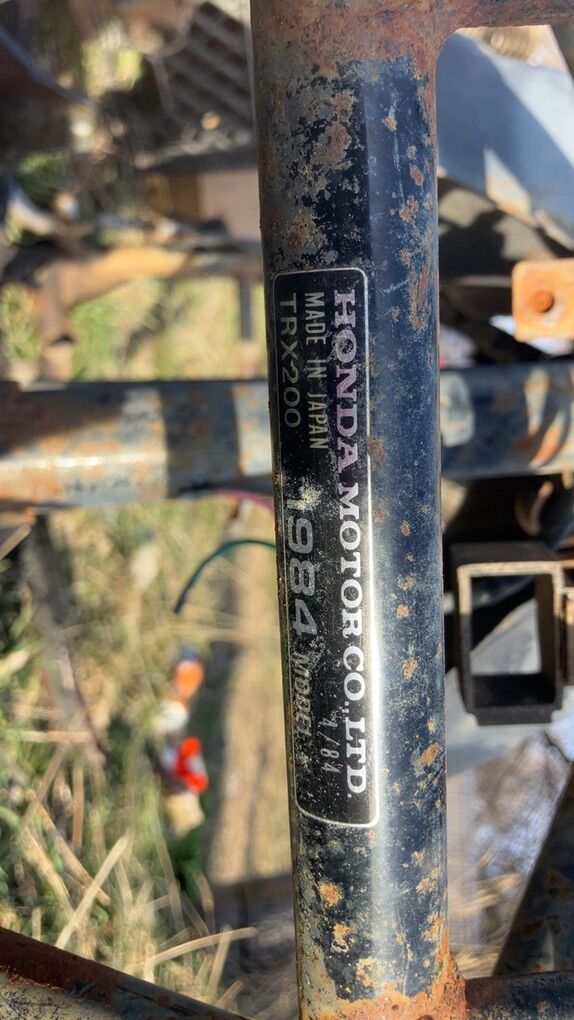 HONDA MOTOR CO., LTD.
MADE IN JAPAN 4/84
TRX200 1984 MODEL